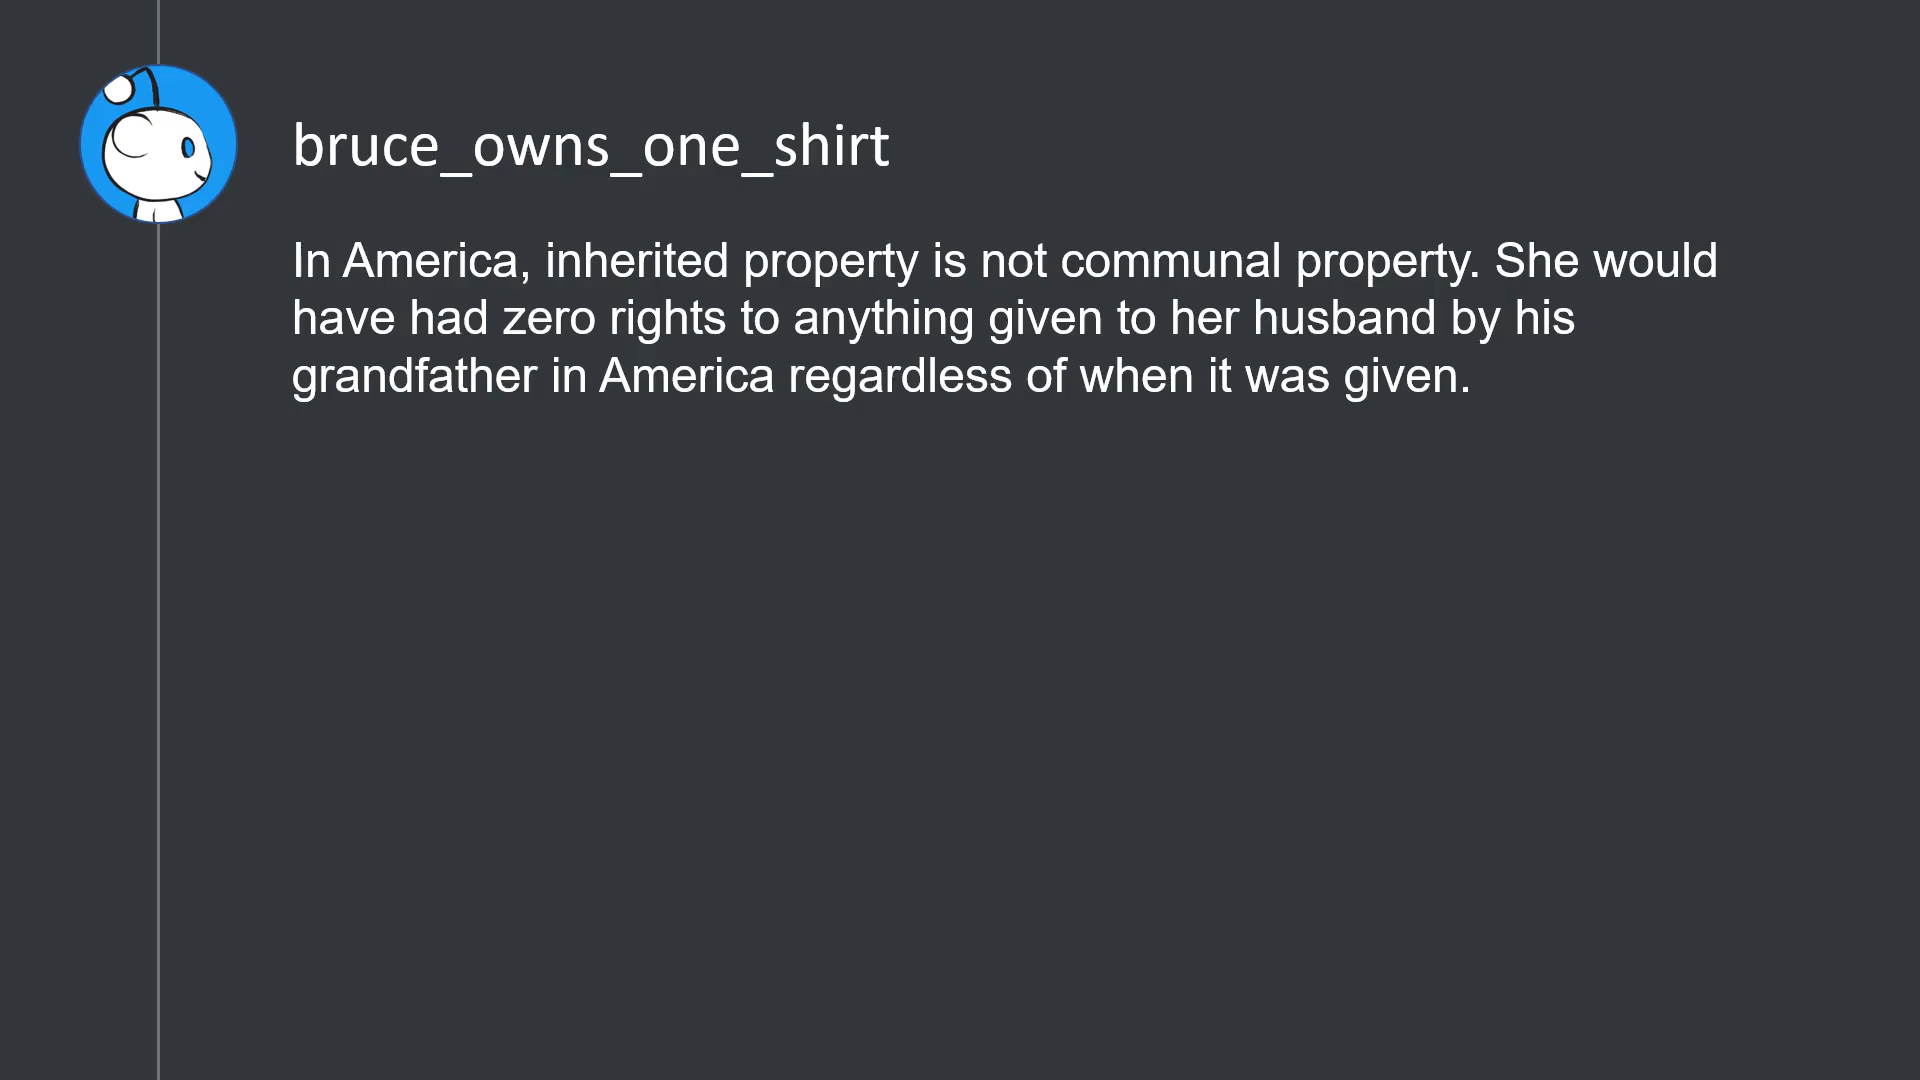 bruce_owns_one_shirt
In America, inherited property is not communal property. She would
have had zero rights to anything given to her husband by his
grandfather in America regardless of when it was given.